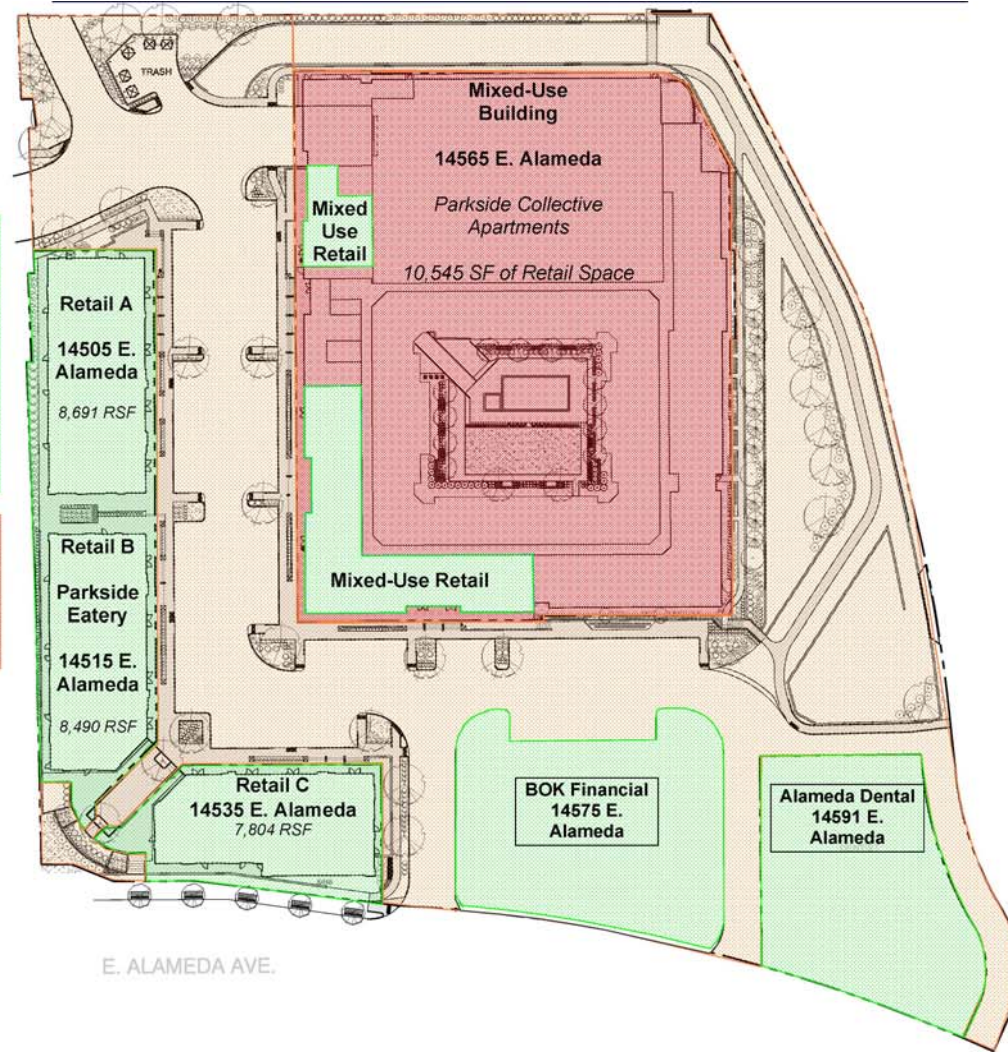 TRASH
Mixed-Use
Building
14565 E. Alameda
Parkside Collective
Apartments
10,545 SF of Retail Space
Mixed
Use
Retail
Retail A
14505 E.
Alameda
8,691 RSF
Retail B
Parkside
Eatery
14515 E.
Alameda
8,490 RSF
Mixed-Use Retail
Retail C
14535 E. Alameda
7,804 RSF
BOK Financial
14575 E.
Alameda
Alameda Dental
14591 E.
Alameda
E. ALAMEDA AVE.